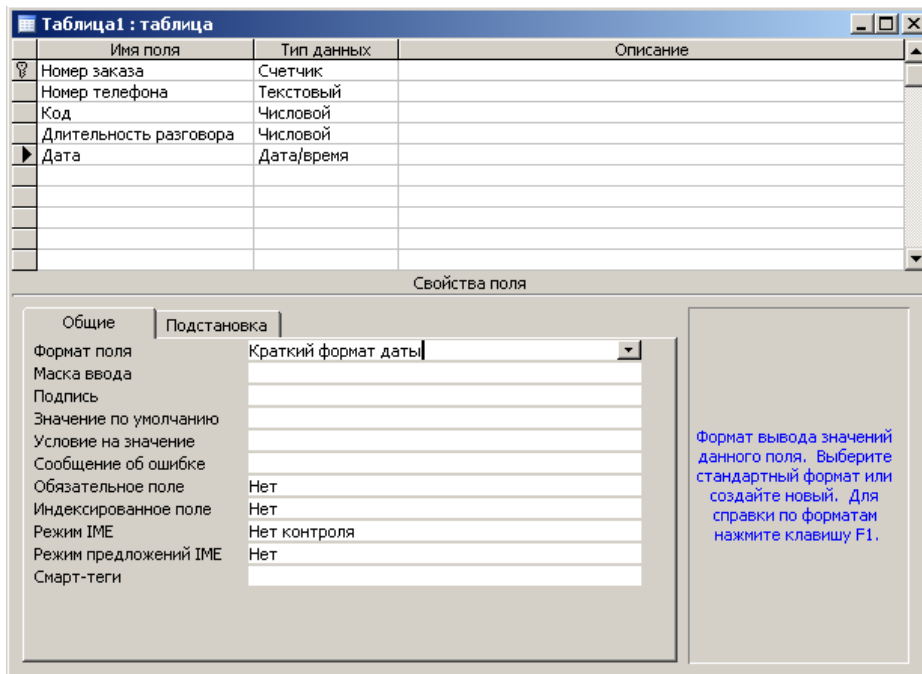 Таблица1 : таблица
Имя поля Тип данных Описание
Номер заказа Счетчик
Номер телефона Текстовый
Код Числовой
Длительность разговора Числовой
Дата Дата/время
Свойства поля
Общие Подстановка
Формат поля Краткий формат даты
Маска ввода
Подпись
Значение по умолчанию
Условие на значение
Сообщение об ошибке
Обязательное поле Нет
Индексированное поле Нет
Режим IME Нет контроля
Режим предложений IME Нет
Смарт-теги
Формат вывода значений
данного поля. Выберите
стандартный формат или
создайте новый. Для
справки по форматам
нажмите клавишу F1.